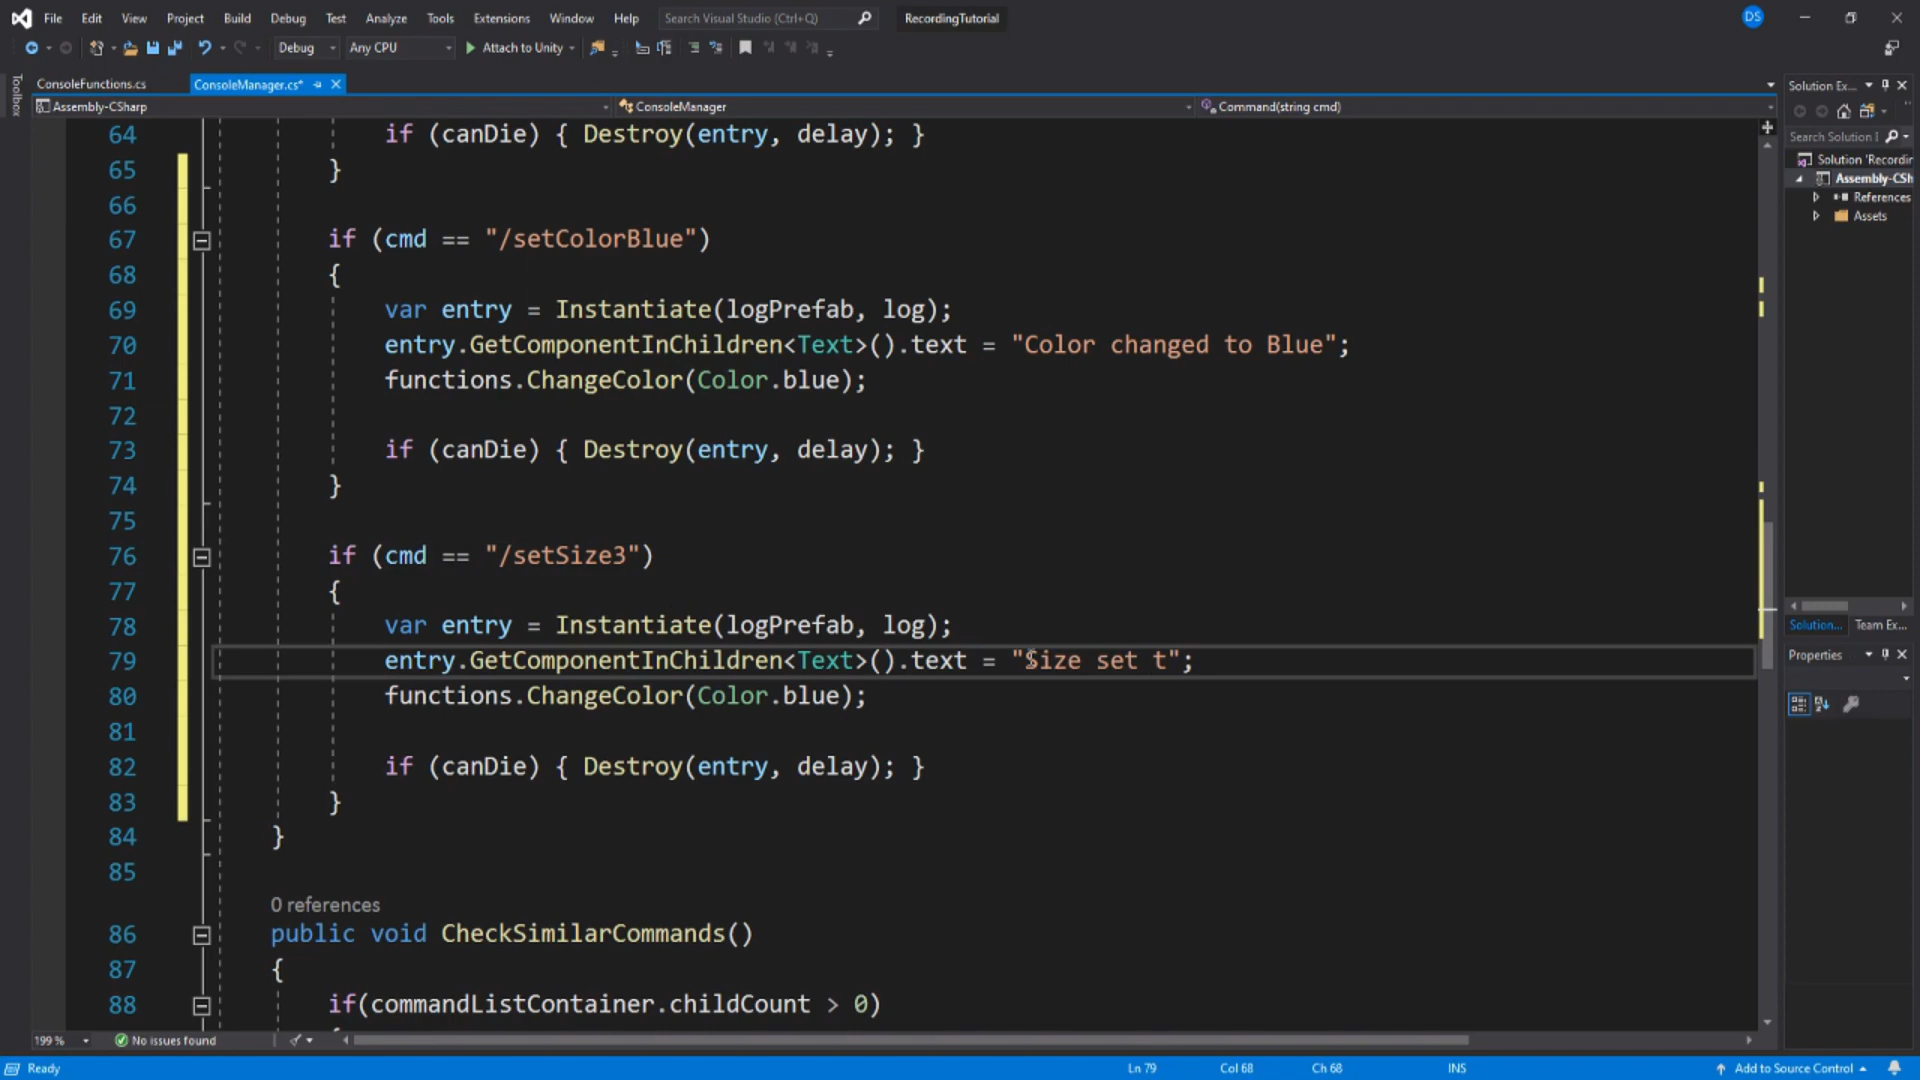 File Edit View Project Build Debug Test Analyze Tools Extensions Window Help Search Visual Studio (Ctrl+Q) RecordingTutorial DS
Debug Any CPU Attach to Unity
Toolbox
ConsoleFunctions.cs ConsoleManager.cs*
Assembly-CSharp ConsoleManager Command(string cmd)
64 if (canDie) { Destroy(entry, delay); }
65 }
66
67 if (cmd == "/setColorBlue")
68 {
69 var entry = Instantiate(logPrefab, log);
70 entry.GetComponentInChildren<Text>().text = "Color changed to Blue";
71 functions.ChangeColor(Color.blue);
72
73 if (canDie) { Destroy(entry, delay); }
74 }
75
76 if (cmd == "/setSize3")
77 {
78 var entry = Instantiate(logPrefab, log);
79 entry.GetComponentInChildren<Text>().text = "Size set t";
80 functions.ChangeColor(Color.blue);
81
82 if (canDie) { Destroy(entry, delay); }
83 }
84 }
85
0 references
86 public void CheckSimilarCommands()
87 {
88 if(commandListContainer.childCount > 0)
199 % No issues found
Solution Ex...
Search Solution
Solution 'Recordin
Assembly-CSh
References
Assets
Solution... Team Ex...
Properties
Ready Ln 79 Col 68 Ch 68 INS Add to Source Control